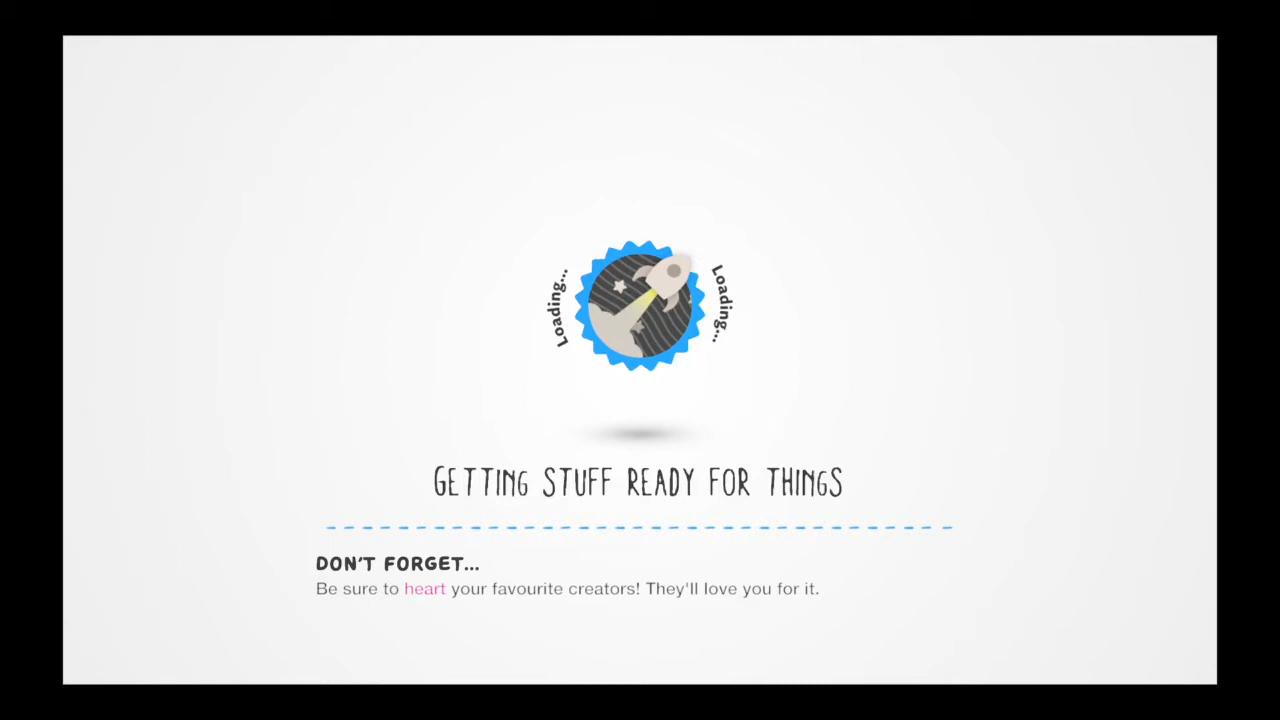 Loading...
Loading...
GETTING STUFF READY FOR THINGS
DON'T FORGET...
Be sure to heart your favourite creators! They'll love you for it.